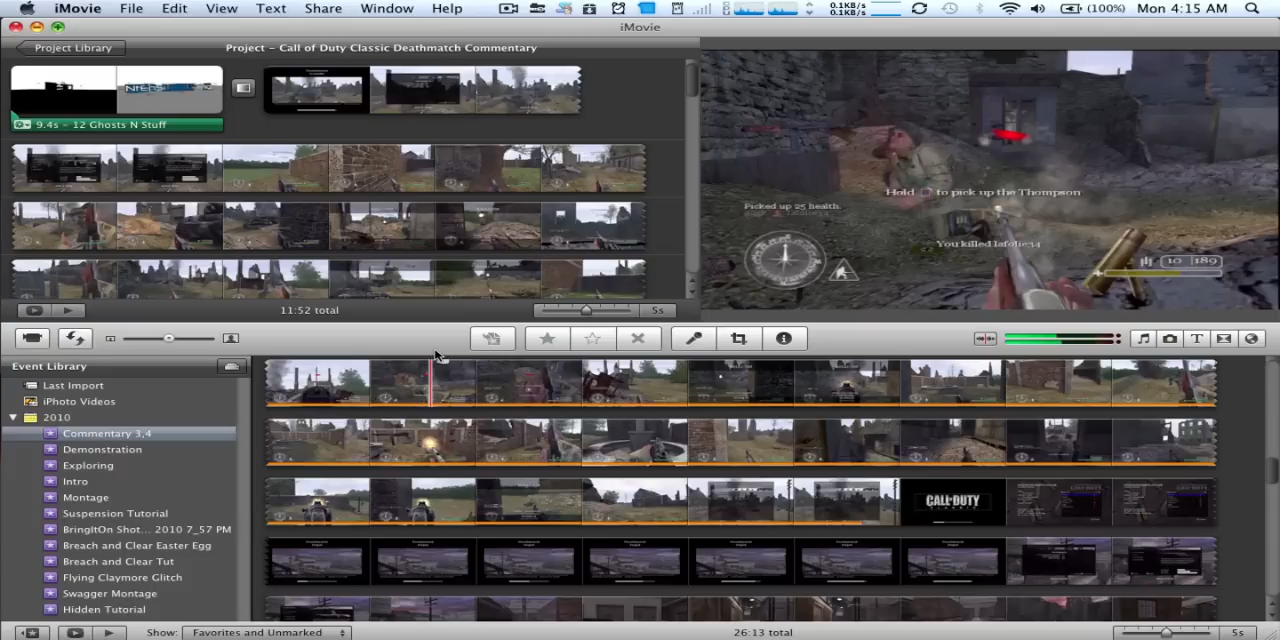 iMovie File Edit View Text Share Window Help
0.1KB/s
0.1KB/s
(100%) Mon 4:15 AM
iMovie
Project Library
Project – Call of Duty Classic Deathmatch Commentary
9.4s – 12 Ghosts N Stuff
11:52 total
5s
Hold to pick up the Thompson
Picked up 25 health.
You killed lafolie34
10 189
Event Library
Last Import
iPhoto Videos
2010
Commentary 3,4
Demonstration
Exploring
Intro
Montage
Suspension Tutorial
BringItOn Shot... 2010 7_57 PM
Breach and Clear Easter Egg
Breach and Clear Tut
Flying Claymore Glitch
Swagger Montage
Hidden Tutorial
CALL OF DUTY
CLASSIC
Show: Favorites and Unmarked
26:13 total
5s